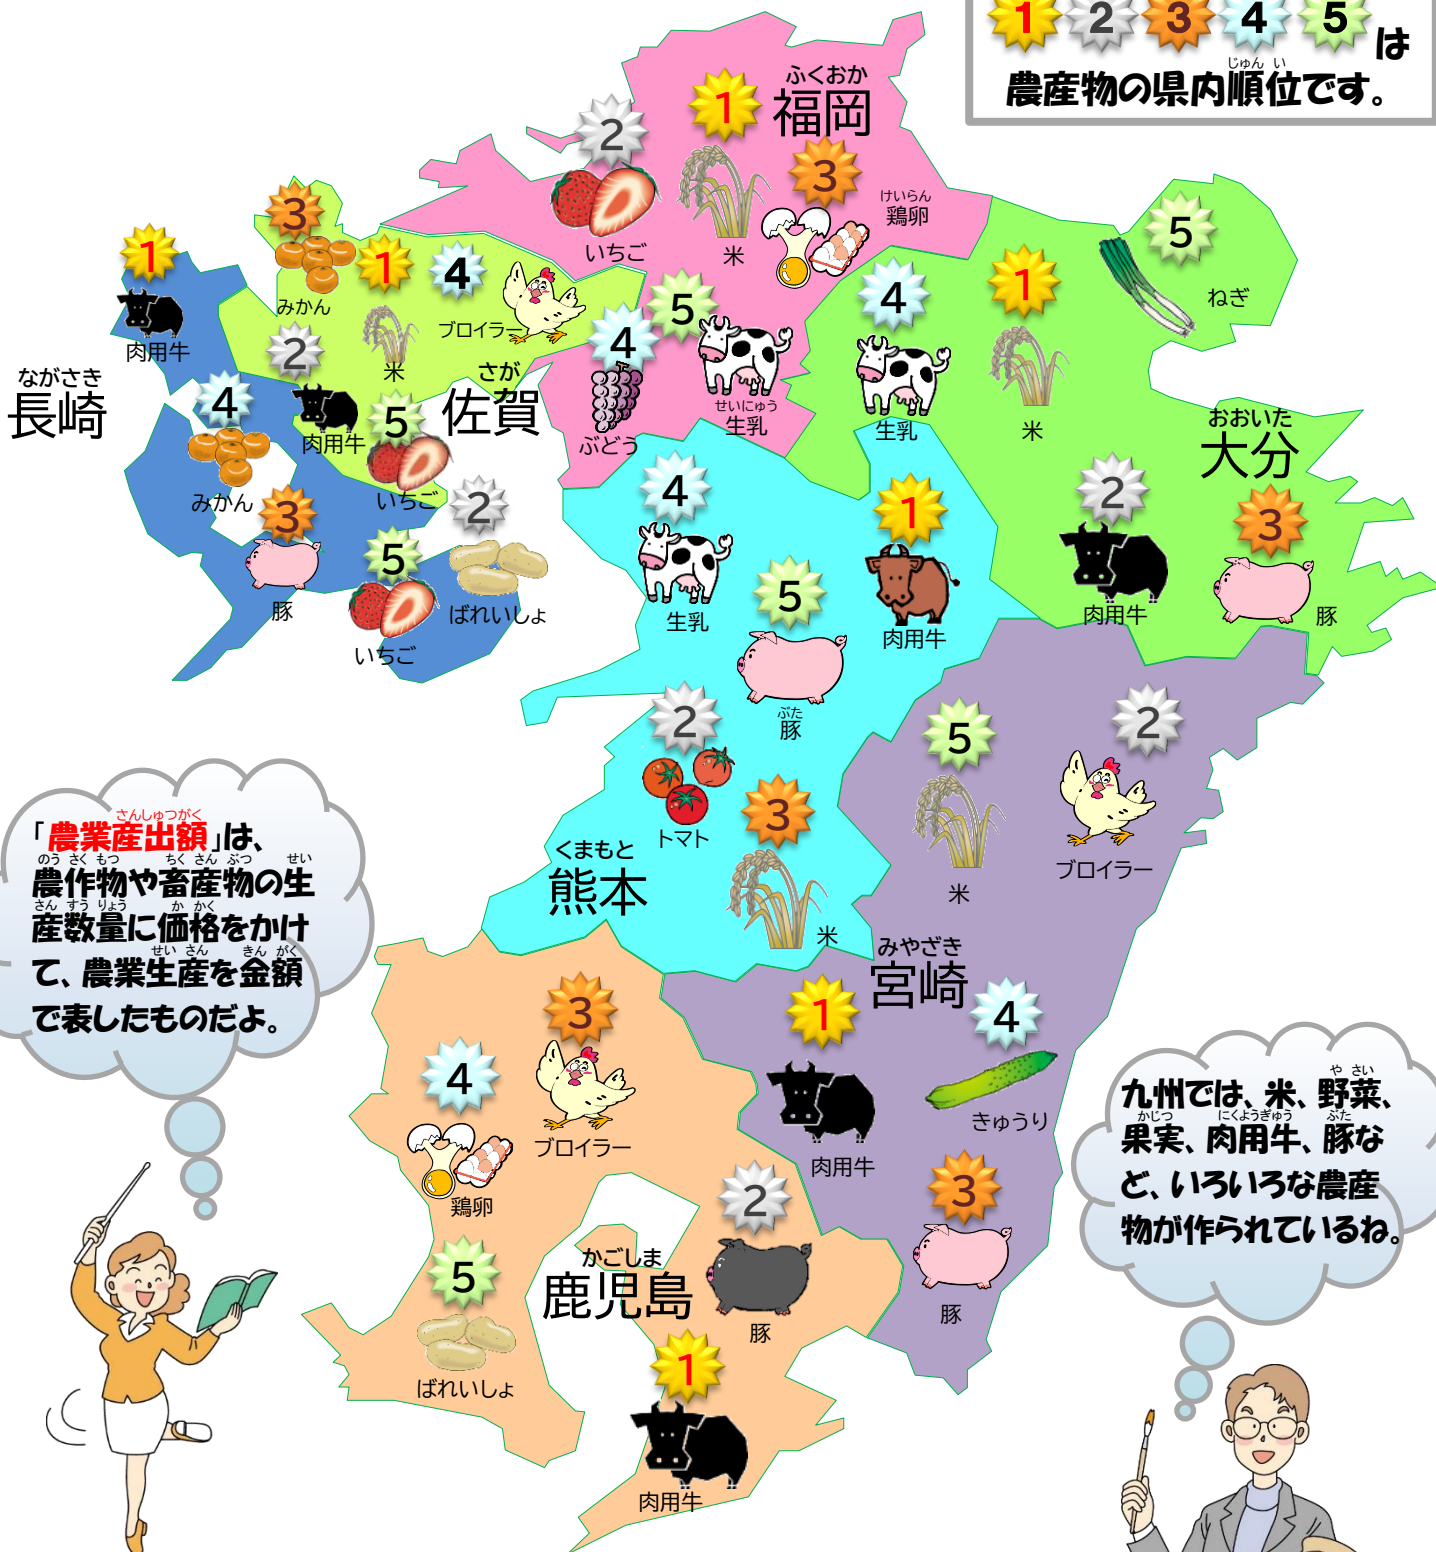 1 2 3 4 5 は
じゅん い
農産物の県内順位です。
ふくおか
福岡
1
米
2
いちご
3
けいらん
鶏卵
4
ぶどう
5
せいにゅう
生乳
さが
佐賀
1
米
2
肉用牛
3
みかん
4
ブロイラー
5
いちご
ながさき
長崎
1
肉用牛
2
ばれいしょ
3
豚
4
みかん
5
いちご
おおいた
大分
1
米
2
肉用牛
3
豚
4
生乳
5
ねぎ
くまもと
熊本
1
肉用牛
2
トマト
3
米
4
生乳
5
ぶた
豚
みやざき
宮崎
1
肉用牛
2
ブロイラー
3
豚
4
きゅうり
5
米
かごしま
鹿児島
1
肉用牛
2
豚
3
ブロイラー
4
鶏卵
5
ばれいしょ
さんしゅつがく
「農業産出額」は、
のう さく もつ ちく さん ぶつ せい
農作物や畜産物の生
さん すう りょう か かく
産数量に価格をかけ
せい さん きん がく
て、農業生産を金額
で表したものだよ。
や さい
九州では、米、野菜、
かじつ にくようぎゅう ぶた
果実、肉用牛、豚な
ど、いろいろな農産
物が作られているね。